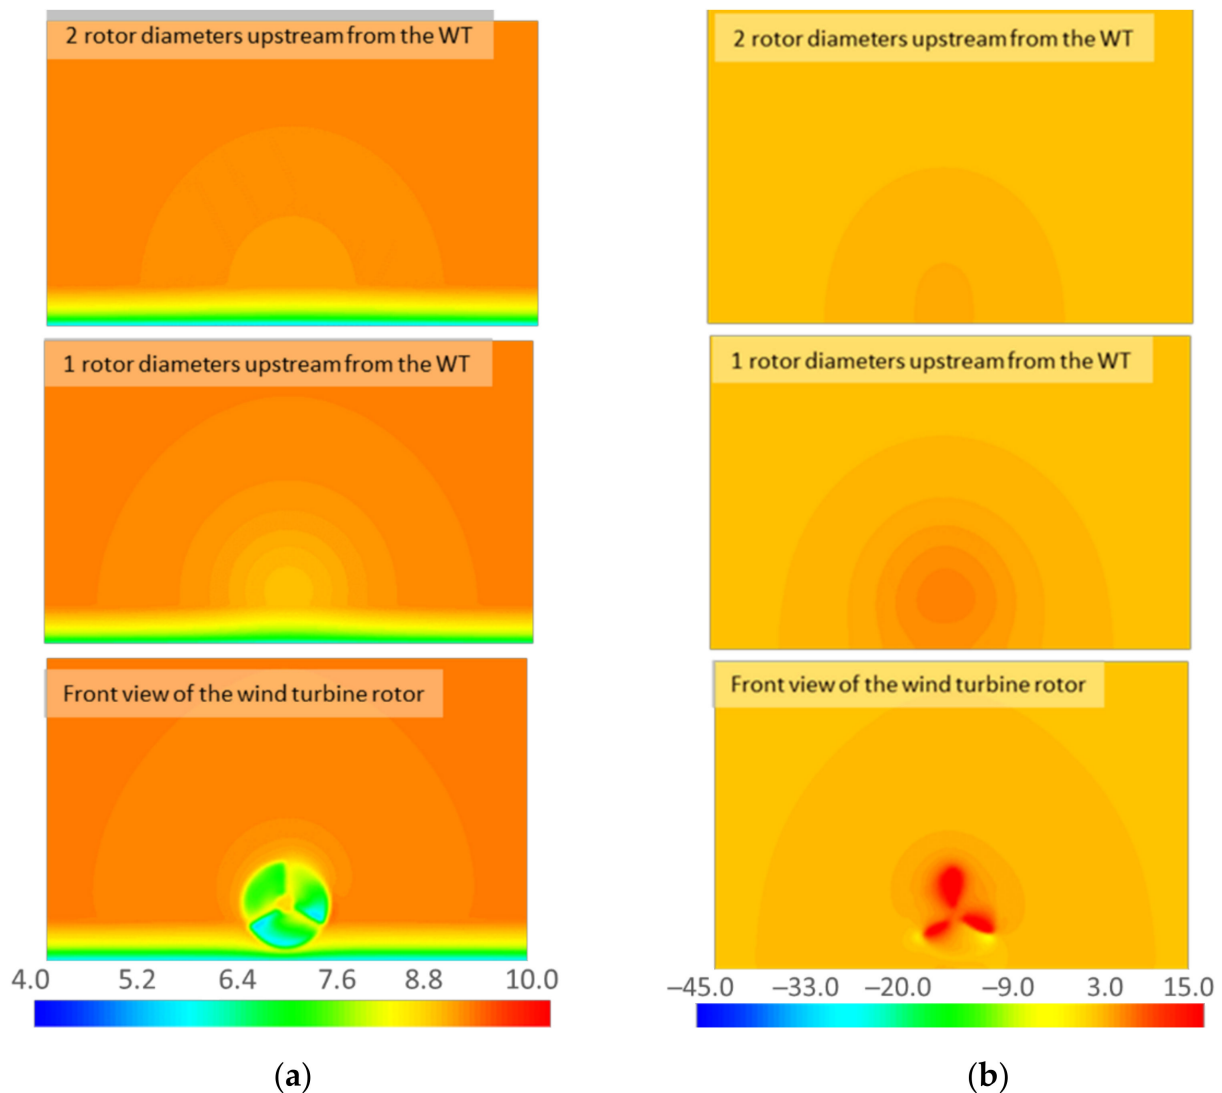 2 rotor diameters upstream from the WT
2 rotor diameters upstream from the WT
1 rotor diameters upstream from the WT
1 rotor diameters upstream from the WT
Front view of the wind turbine rotor
Front view of the wind turbine rotor
4.0 5.2 6.4 7.6 8.8 10.0
−45.0 −33.0 −20.0 −9.0 3.0 15.0
(a)
(b)